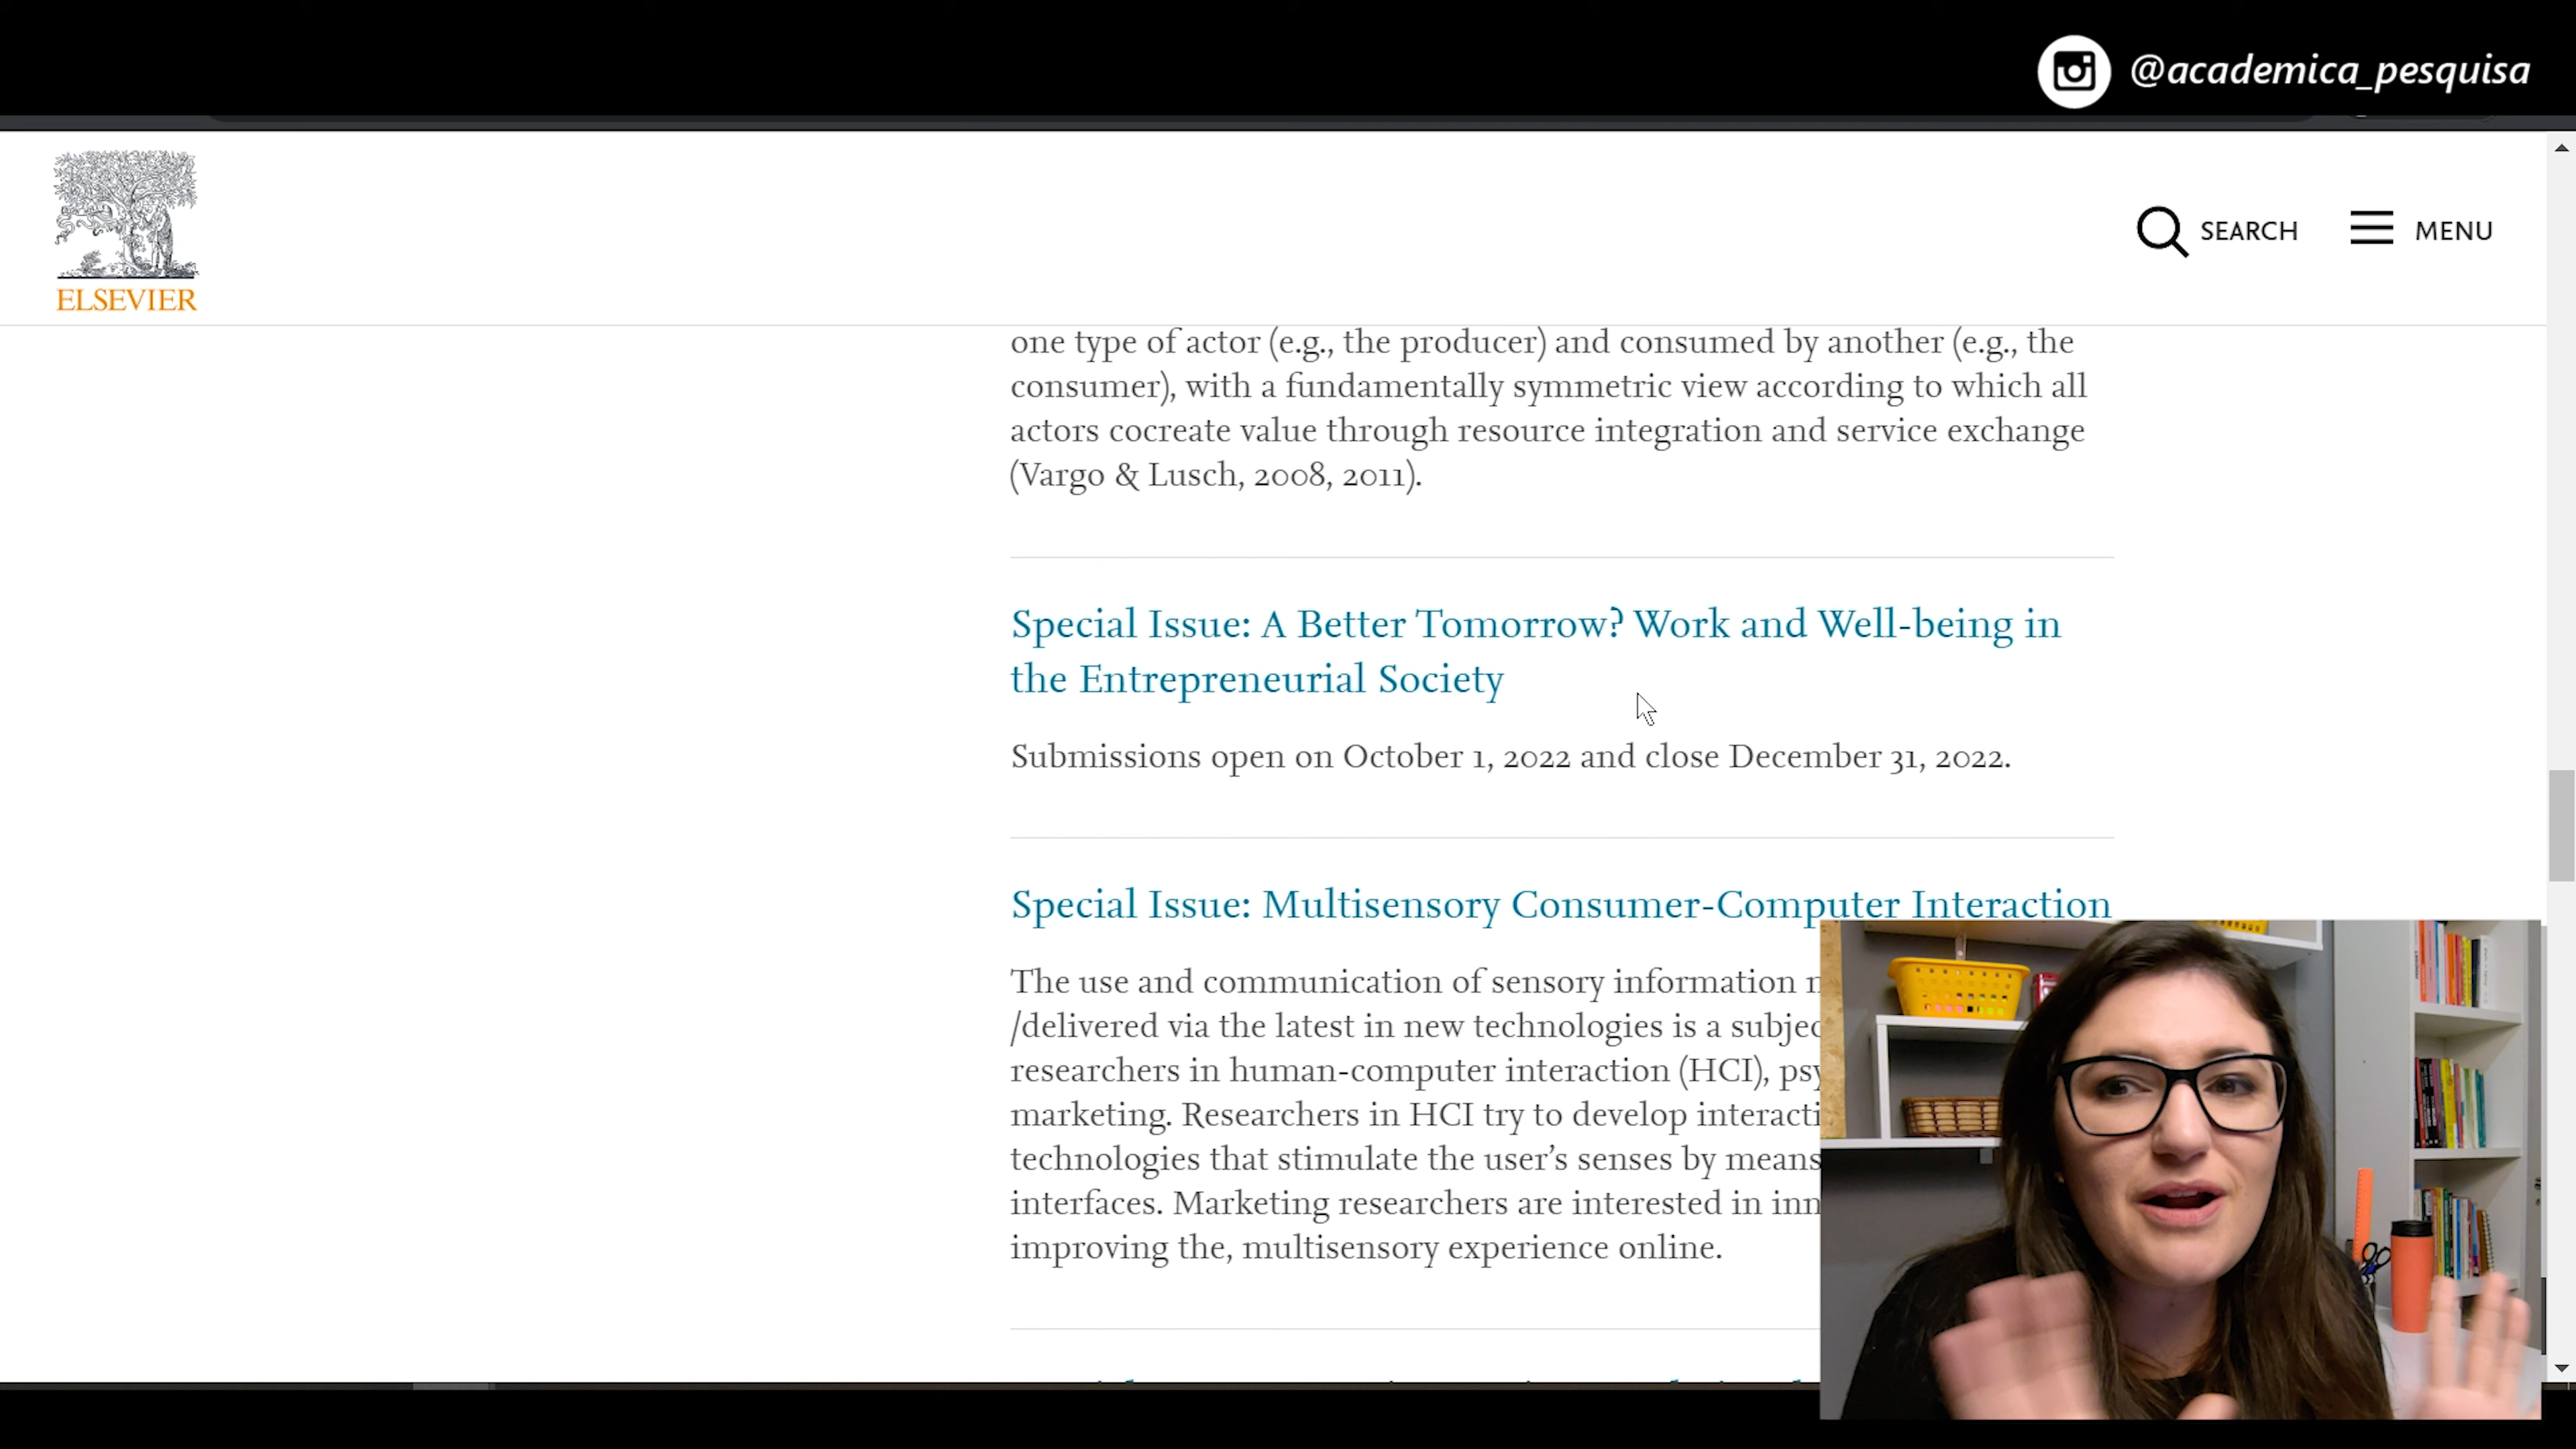 @academica_pesquisa
ELSEVIER
SEARCH
MENU
one type of actor (e.g., the producer) and consumed by another (e.g., the
consumer), with a fundamentally symmetric view according to which all
actors cocreate value through resource integration and service exchange
(Vargo & Lusch, 2008, 2011).
Special Issue: A Better Tomorrow? Work and Well-being in
the Entrepreneurial Society
Submissions open on October 1, 2022 and close December 31, 2022.
Special Issue: Multisensory Consumer-Computer Interaction
The use and communication of sensory information
/delivered via the latest in new technologies is a
researchers in human-computer interaction (HCI),
marketing. Researchers in HCI try to develop
technologies that stimulate the user's senses by means
interfaces. Marketing researchers are interested in
improving the, multisensory experience online.